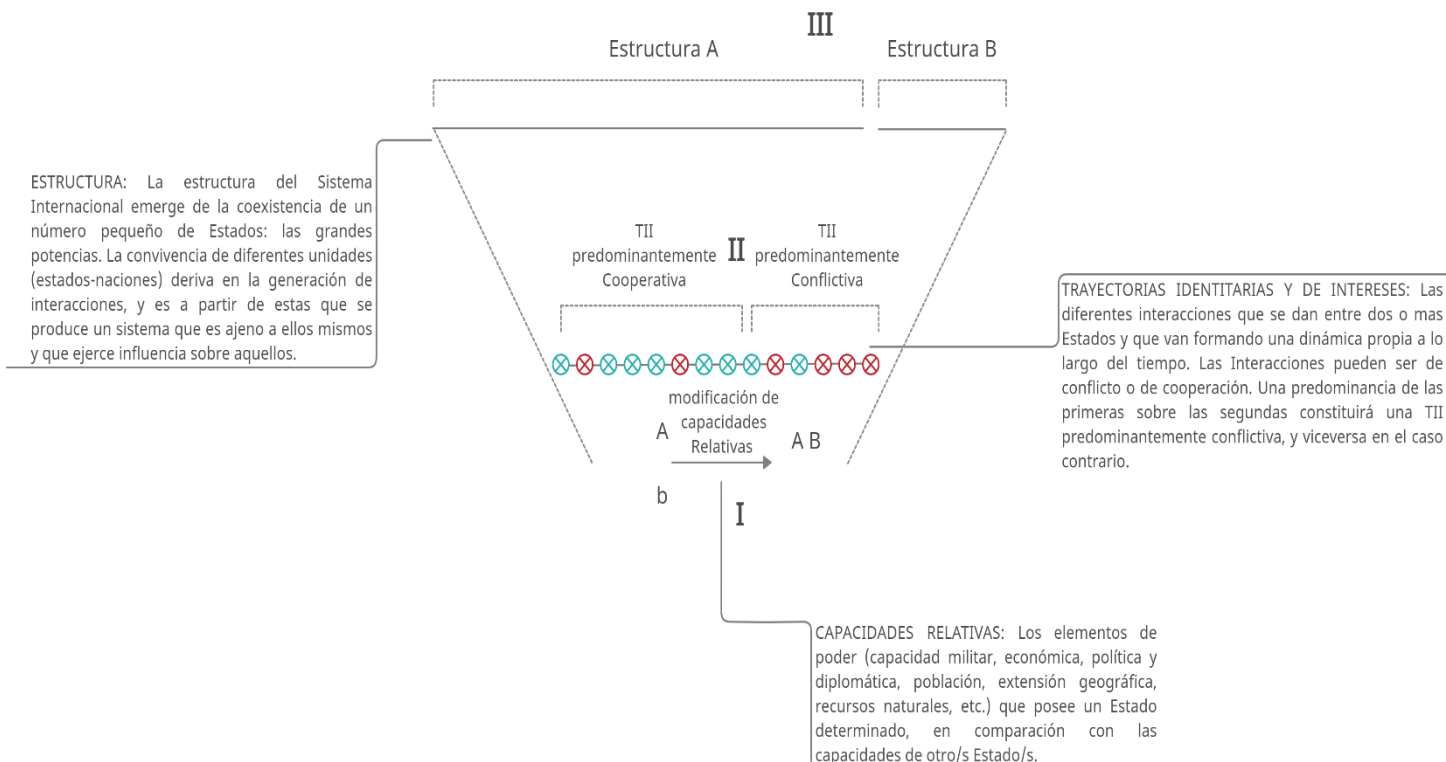 III
Estructura A
Estructura B
ESTRUCTURA: La estructura del Sistema
Internacional emerge de la coexistencia de un
número pequeño de Estados: las grandes
potencias. La convivencia de diferentes unidades
(estados-naciones) deriva en la generación de
interacciones, y es a partir de estas que se
produce un sistema que es ajeno a ellos mismos
y que ejerce influencia sobre aquellos.
TII
predominantemente
Cooperativa
II
TII
predominantemente
Conflictiva
TRAYECTORIAS IDENTITARIAS Y DE INTERESES: Las
diferentes interacciones que se dan entre dos o mas
Estados y que van formando una dinámica propia a lo
largo del tiempo. Las Interacciones pueden ser de
conflicto o de cooperación. Una predominancia de las
primeras sobre las segundas constituirá una TII
predominantemente conflictiva, y viceversa en el caso
contrario.
modificación de
capacidades
Relativas
A
A B
b
I
CAPACIDADES RELATIVAS: Los elementos de
poder (capacidad militar, económica, política y
diplomática, población, extensión geográfica,
recursos naturales, etc.) que posee un Estado
determinado, en comparación con las
capacidades de otro/s Estado/s.